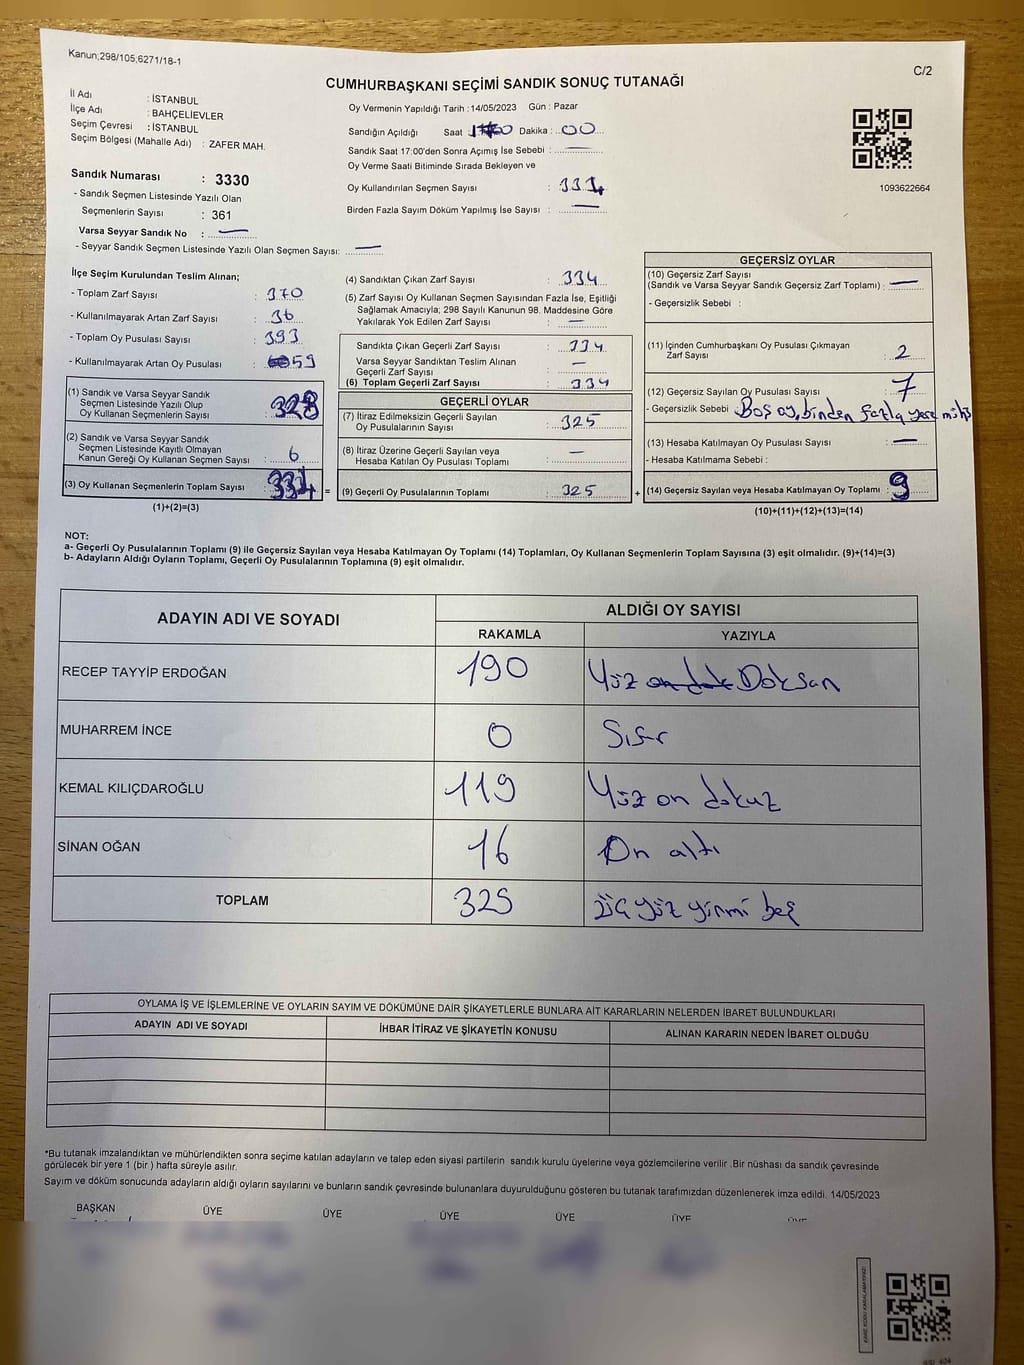 Kanun;298/105,6271/18-1
C/2
CUMHURBAŞKANI SEÇİMİ SANDIK SONUÇ TUTANAĞI
İl Adı : İSTANBUL
İlçe Adı : BAHÇELİEVLER
Seçim Çevresi : İSTANBUL
Seçim Bölgesi (Mahalle Adı) : ZAFER MAH.
Sandık Numarası : 3330
- Sandık Seçmen Listesinde Yazılı Olan
Seçmenlerin Sayısı : 361
Varsa Seyyar Sandık No : —
- Seyyar Sandık Seçmen Listesinde Yazılı Olan Seçmen Sayısı: —
Oy Vermenin Yapıldığı Tarih :14/05/2023 Gün : Pazar
Sandığın Açıldığı Saat Dakika : 00
Sandık Saat 17:00'den Sonra Açımış İse Sebebi : —
Oy Verme Saati Bitiminde Sırada Bekleyen ve
Oy Kullandırılan Seçmen Sayısı : 334
Birden Fazla Sayım Döküm Yapılmış İse Sayısı : —
1093622664
İlçe Seçim Kurulundan Teslim Alınan;
- Toplam Zarf Sayısı : 370
- Kullanılmayarak Artan Zarf Sayısı : 36
- Toplam Oy Pusulası Sayısı : 393
- Kullanılmayarak Artan Oy Pusulası : 59
(1) Sandık ve Varsa Seyyar Sandık
Seçmen Listesinde Yazılı Olup
Oy Kullanan Seçmenlerin Sayısı : 328
(2) Sandık ve Varsa Seyyar Sandık
Seçmen Listesinde Kayıtlı Olmayan
Kanun Gereği Oy Kullanan Seçmen Sayısı : 6
(3) Oy Kullanan Seçmenlerin Toplam Sayısı : 334 =
(1)+(2)=(3)
(4) Sandıktan Çıkan Zarf Sayısı : 334
(5) Zarf Sayısı Oy Kullanan Seçmen Sayısından Fazla İse, Eşitliği
Sağlamak Amacıyla; 298 Sayılı Kanunun 98. Maddesine Göre
Yakılarak Yok Edilen Zarf Sayısı : —
Sandıkta Çıkan Geçerli Zarf Sayısı : 334
Varsa Seyyar Sandıktan Teslim Alınan
Geçerli Zarf Sayısı : —
(6) Toplam Geçerli Zarf Sayısı : 334
GEÇERLİ OYLAR
(7) İtiraz Edilmeksizin Geçerli Sayılan
Oy Pusulalarının Sayısı : 325
(8) İtiraz Üzerine Geçerli Sayılan veya
Hesaba Katılan Oy Pusulası Toplamı : —
(9) Geçerli Oy Pusulalarının Toplamı : 325 +
GEÇERSİZ OYLAR
(10) Geçersiz Zarf Sayısı
(Sandık ve Varsa Seyyar Sandık Geçersiz Zarf Toplamı) : —
- Geçersizlik Sebebi :
(11) İçinden Cumhurbaşkanı Oy Pusulası Çıkmayan
Zarf Sayısı : 2
(12) Geçersiz Sayılan Oy Pusulası Sayısı : 7
- Geçersizlik Sebebi : Boş oy, birden fazla yere mühür
(13) Hesaba Katılmayan Oy Pusulası Sayısı : —
- Hesaba Katılmama Sebebi :
(14) Geçersiz Sayılan veya Hesaba Katılmayan Oy Toplamı : 9
(10)+(11)+(12)+(13)=(14)
NOT:
a- Geçerli Oy Pusulalarının Toplamı (9) ile Geçersiz Sayılan veya Hesaba Katılmayan Oy Toplamı (14) Toplamları, Oy Kullanan Seçmenlerin Toplam Sayısına (3) eşit olmalıdır. (9)+(14)=(3)
b- Adayların Aldığı Oyların Toplamı, Geçerli Oy Pusulalarının Toplamına (9) eşit olmalıdır.
ADAYIN ADI VE SOYADI
ALDIĞI OY SAYISI
RAKAMLA YAZIYLA
RECEP TAYYİP ERDOĞAN 190 Yüz on dok Doksan
MUHARREM İNCE 0 Sıfır
KEMAL KILIÇDAROĞLU 119 Yüz on dokuz
SİNAN OĞAN 16 On altı
TOPLAM 325 üç yüz yirmi beş
OYLAMA İŞ VE İŞLEMLERİNE VE OYLARIN SAYIM VE DÖKÜMÜNE DAİR ŞİKAYETLERLE BUNLARA AİT KARARLARIN NELERDEN İBARET BULUNDUKLARI
ADAYIN ADI VE SOYADI İHBAR İTİRAZ VE ŞİKAYETİN KONUSU ALINAN KARARIN NEDEN İBARET OLDUĞU
*Bu tutanak imzalandıktan ve mühürlendikten sonra seçime katılan adayların ve talep eden siyasi partilerin sandık kurulu üyelerine veya gözlemcilerine verilir .Bir nüshası da sandık çevresinde
görülecek bir yere 1 (bir ) hafta süreyle asılır.
Sayım ve döküm sonucunda adayların aldığı oyların sayılarını ve bunların sandık çevresinde bulunanlara duyurulduğunu gösteren bu tutanak tarafımızdan düzenlenerek imza edildi. 14/05/2023
BAŞKAN ÜYE ÜYE ÜYE ÜYE ÜYE ÜYE
KARE KODU KARALAMAYINIZ!